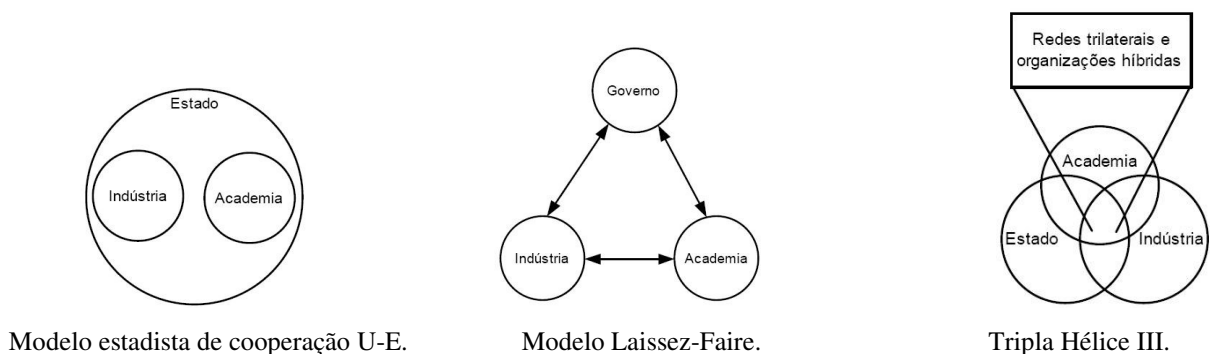 Estado
Indústria
Academia
Modelo estadista de cooperação U-E.
Governo
Indústria
Academia
Modelo Laissez-Faire.
Redes trilaterais e
organizações híbridas
Academia
Estado
Indústria
Tripla Hélice III.